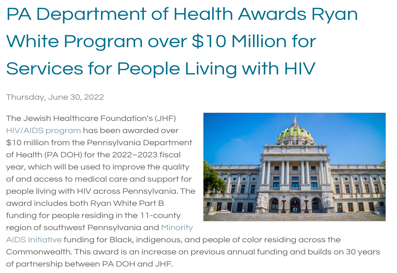 PA Department of Health Awards Ryan
White Program over $10 Million for
Services for People Living with HIV
Thursday, June 30, 2022
The Jewish Healthcare Foundation's (JHF)
HIV/AIDS program has been awarded over
$10 million from the Pennsylvania Department
of Health (PA DOH) for the 2022–2023 fiscal
year, which will be used to improve the quality
of and access to medical care and support for
people living with HIV across Pennsylvania. The
award includes both Ryan White Part B
funding for people residing in the 11-county
region of southwest Pennsylvania and Minority
AIDS Initiative funding for Black, indigenous, and people of color residing across the
Commonwealth. This award is an increase on previous annual funding and builds on 30 years
of partnership between PA DOH and JHF.